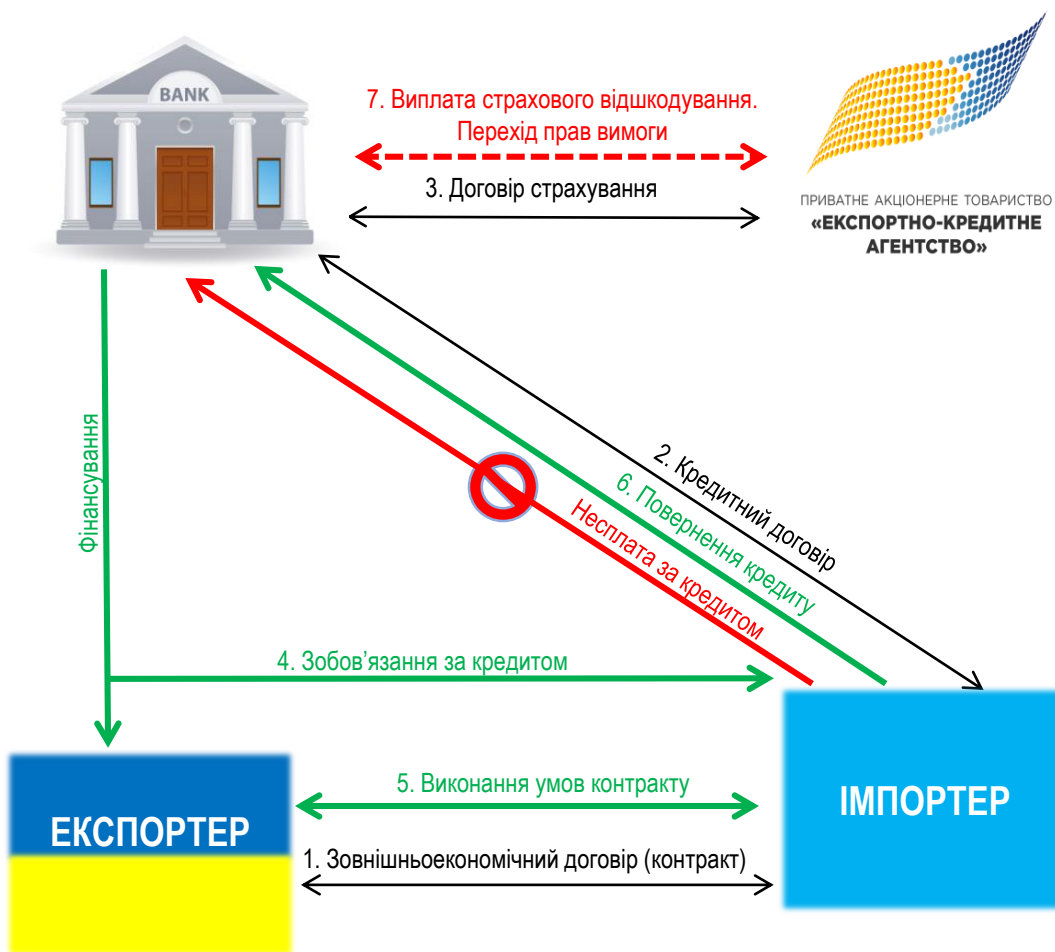 BANK
7. Виплата страхового відшкодування.
Перехід прав вимоги
3. Договір страхування
ПРИВАТНЕ АКЦІОНЕРНЕ ТОВАРИСТВО
«ЕКСПОРТНО-КРЕДИТНЕ
АГЕНТСТВО»
Фінансування
2. Кредитний договір
6. Повернення кредиту
Несплата за кредитом
4. Зобов’язання за кредитом
5. Виконання умов контракту
ЕКСПОРТЕР
ІМПОРТЕР
1. Зовнішньоекономічний договір (контракт)